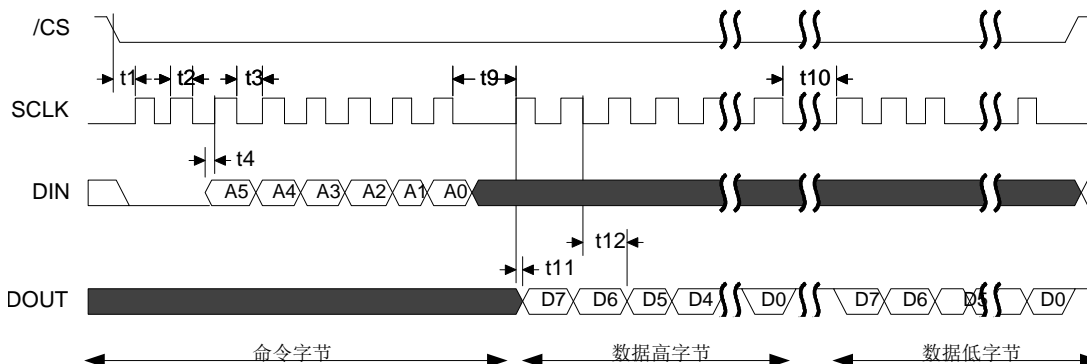 /CS
t1 t2 t3 t9 t10
SCLK
t4
DIN A5 A4 A3 A2 A1 A0
t12
t11
DOUT D7 D6 D5 D4 D0 D7 D6 D5 D0
命令字节 数据高字节 数据低字节